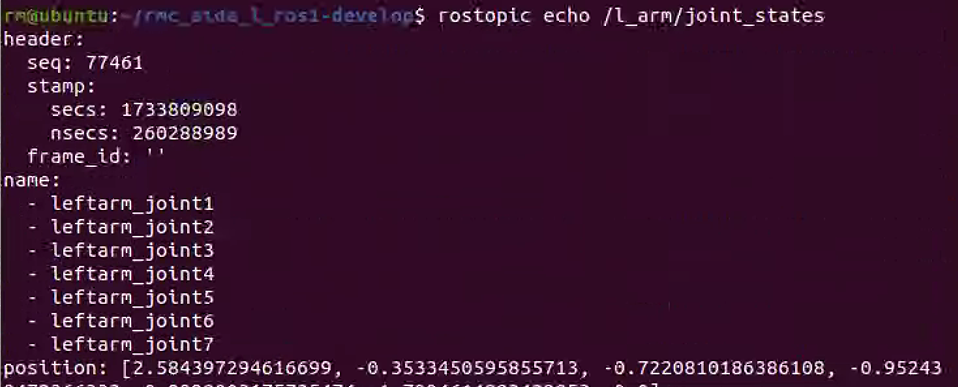 rm@ubuntu:~/rmc_aida_l_ros1-develop$ rostopic echo /l_arm/joint_states
header:
  seq: 77461
  stamp:
    secs: 1733809098
    nsecs: 260288989
  frame_id: ''
name:
  - leftarm_joint1
  - leftarm_joint2
  - leftarm_joint3
  - leftarm_joint4
  - leftarm_joint5
  - leftarm_joint6
  - leftarm_joint7
position: [2.584397294616699, -0.3533450595855713, -0.7220810186386108, -0.95243